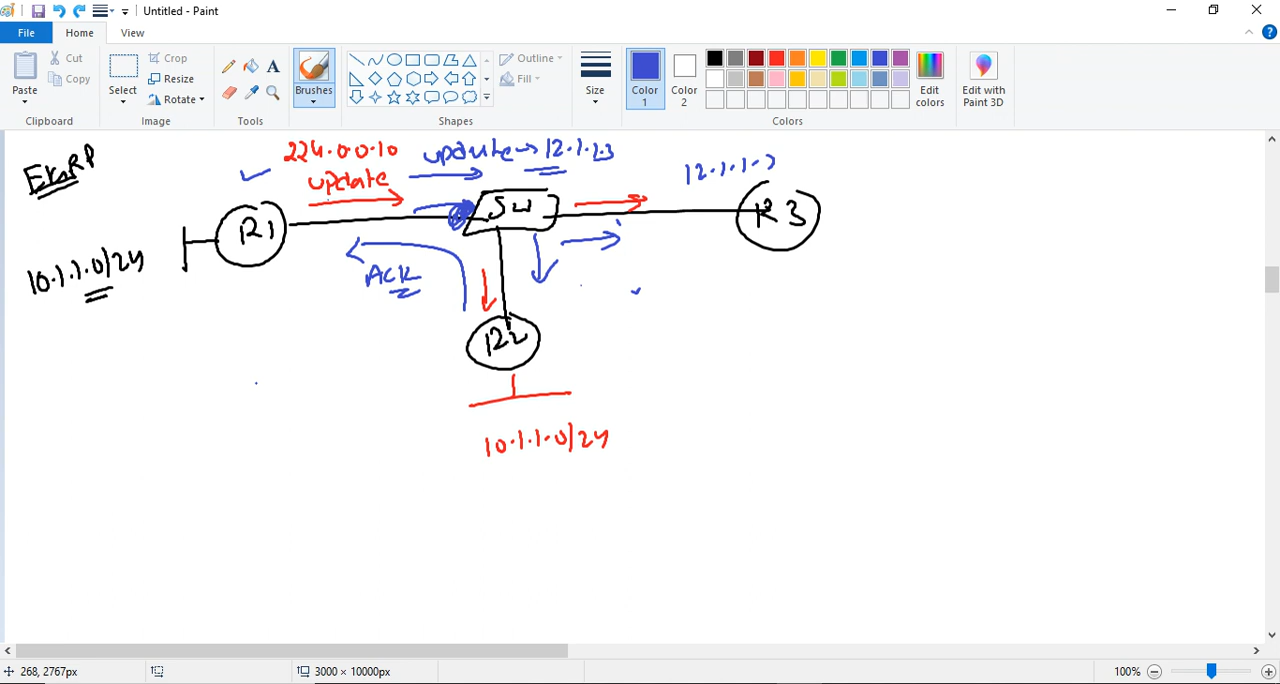 Untitled - Paint
File
Home
View
Paste
Cut
Copy
Clipboard
Select
Crop
Resize
Rotate
Image
A
Tools
Brushes
Shapes
Outline
Fill
Size
Color 1
Color 2
Edit colors
Edit with Paint 3D
Colors
224.0.0.10
update
update → 12.1.1.3
12.1.1.3
R1
SW
R3
10.1.1.0/24
ACK
R2
10.1.1.0/24
268, 2767px
3000 × 10000px
100%